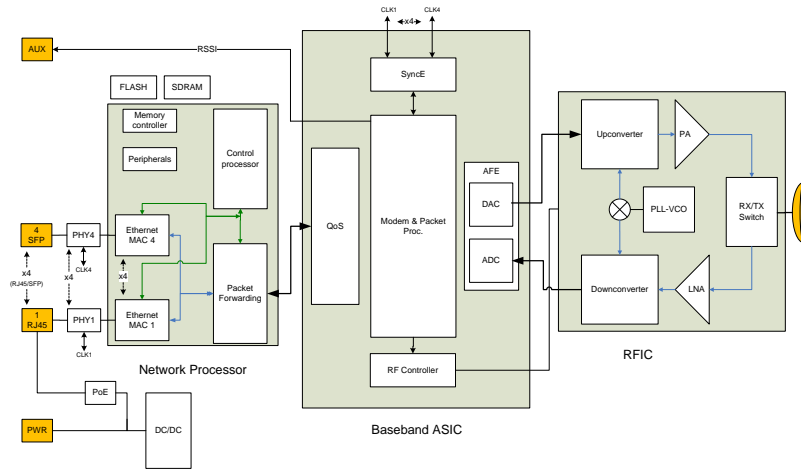 CLK1
x4
CLK4
AUX
RSSI
SyncE
FLASH
SDRAM
Memory
controller
Peripherals
Control
processor
Upconverter
PA
AFE
DAC
ADC
QoS
Modem & Packet
Proc.
PLL-VCO
RX/TX
Switch
4
SFP
PHY4
Ethernet
MAC 4
CLK4
x4
(RJ45/SFP)
x4
x4
Packet
Forwarding
Downconverter
LNA
1
RJ45
PHY1
Ethernet
MAC 1
CLK1
Network Processor
RF Controller
RFIC
PoE
PWR
DC/DC
Baseband ASIC